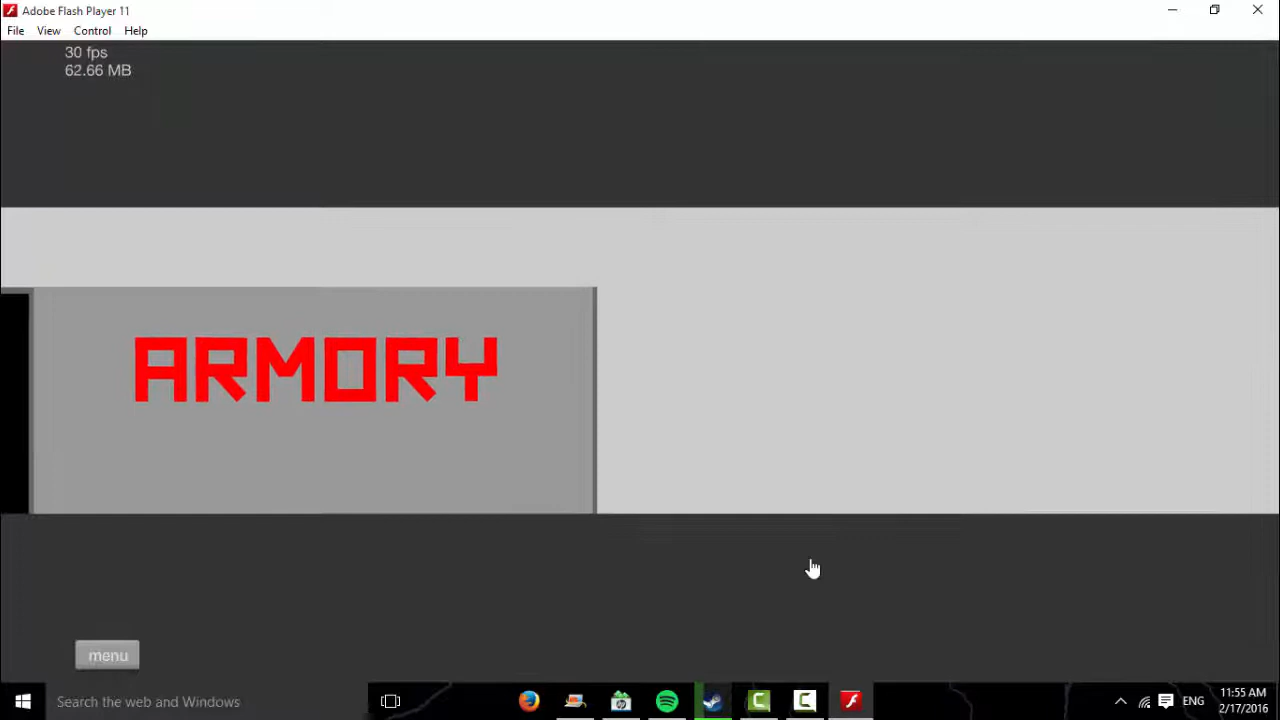 Adobe Flash Player 11
File View Control Help
30 fps
62.66 MB
ARMORY
menu
Search the web and Windows
ENG
11:55 AM
2/17/2016